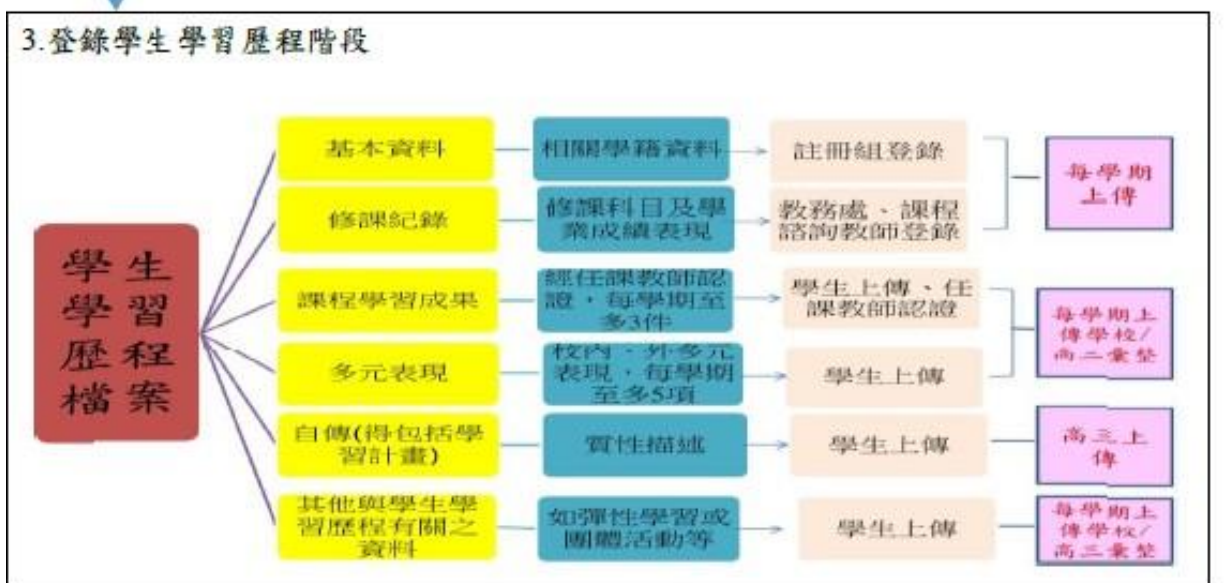 3.登錄學生學習歷程階段
學生
學習
歷程
檔案
基本資料
相關學籍資料
註冊組登錄
每學期
上傳
修課紀錄
修課科目及學
業成績表現
教務處、課程
諮詢教師登錄
課程學習成果
經任課教師認
證，每學期至
多3件
學生上傳、任
課教師認證
每學期上
傳學校/
高二彙整
多元表現
校內、外多元
表現，每學期
至多5項
學生上傳
自傳(得包括學
習計畫)
質性描述
學生上傳
高三上
傳
其他與學生學
習歷程有關之
資料
如彈性學習或
團體活動等
學生上傳
每學期上
傳學校/
高三彙整